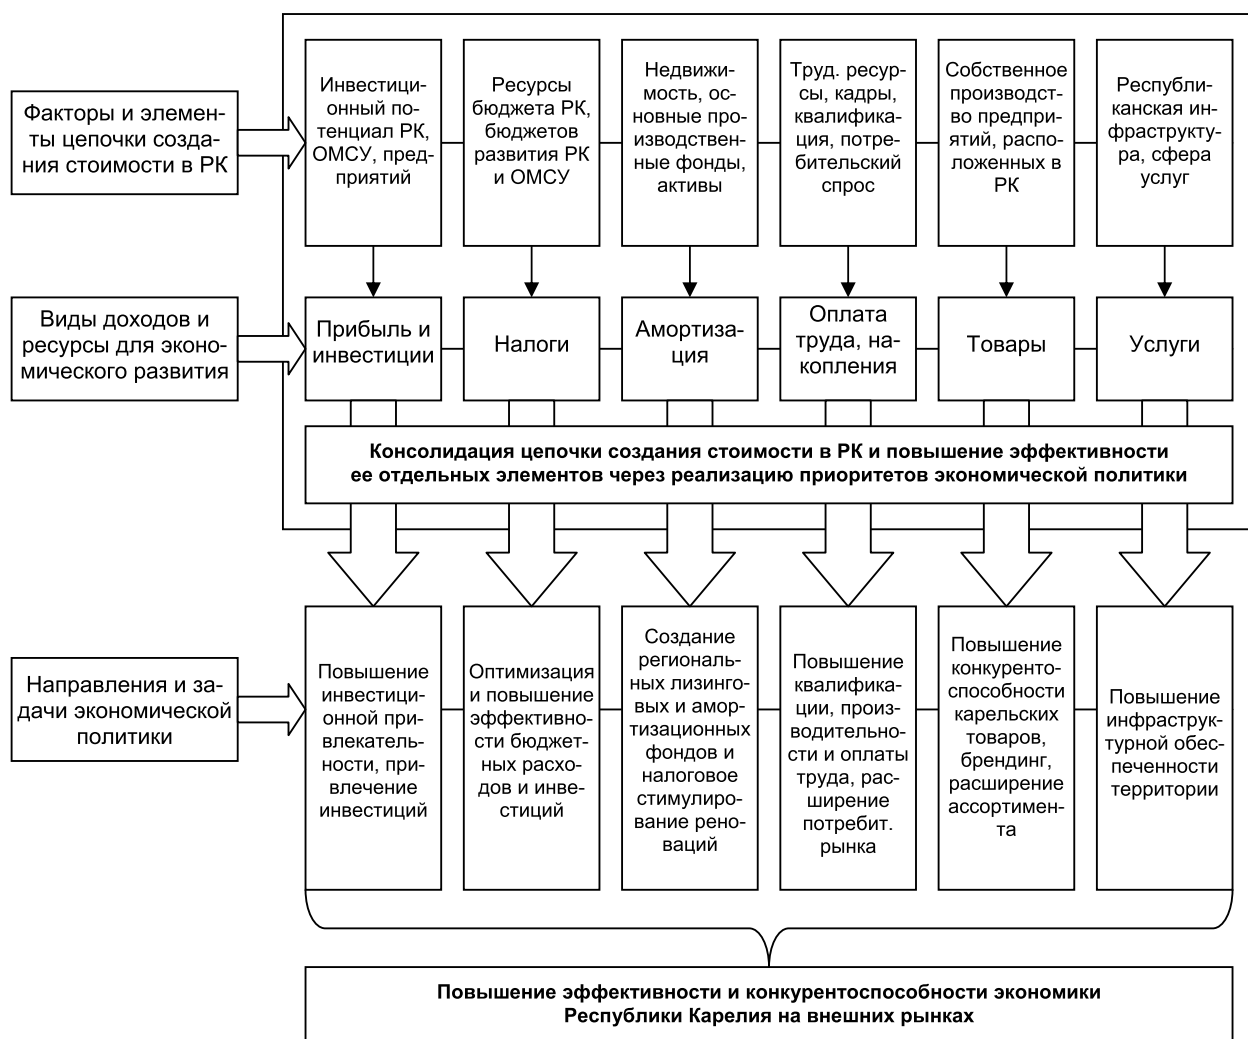 Факторы и элемен-
ты цепочки созда-
ния стоимости в РК
Инвестици-
онный по-
тенциал РК,
ОМСУ, пред-
приятий
Ресурсы
бюджета РК,
бюджетов
развития РК
и ОМСУ
Недвижи-
мость, ос-
новные про-
изводствен-
ные фонды,
активы
Труд. ресур-
сы, кадры,
квалифика-
ция, потре-
бительский
спрос
Собственное
производст-
во предпри-
ятий, распо-
ложенных в
РК
Республи-
канская ин-
фраструкту-
ра, сфера
услуг
Виды доходов и
ресурсы для эконо-
мического развития
Прибыль и
инвестиции
Налоги
Амортиза-
ция
Оплата
труда, на-
копления
Товары
Услуги
Консолидация цепочки создания стоимости в РК и повышение эффективности
ее отдельных элементов через реализацию приоритетов экономической политики
Направления и за-
дачи экономической
политики
Повышение
инвестици-
онной при-
влекатель-
ности, при-
влечение
инвестиций
Оптимизация
и повышение
эффективно-
сти бюджет-
ных расхо-
дов и инве-
стиций
Создание
региональ-
ных лизинго-
вых и амор-
тизационных
фондов и
налоговое
стимулиро-
вание рено-
ваций
Повышение
квалифика-
ции, произ-
водительно-
сти и оплаты
труда, рас-
ширение
потребит.
рынка
Повышение
конкуренто-
способности
карельских
товаров,
брендинг,
расширение
ассортимен-
та
Повышение
инфраструк-
турной обес-
печенности
территории
Повышение эффективности и конкурентоспособности экономики
Республики Карелия на внешних рынках